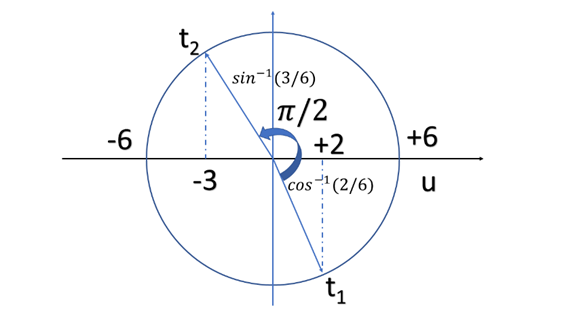 t₂
sin⁻¹(3/6)
π/2
-6
+2
+6
-3
cos⁻¹(2/6)
u
t₁